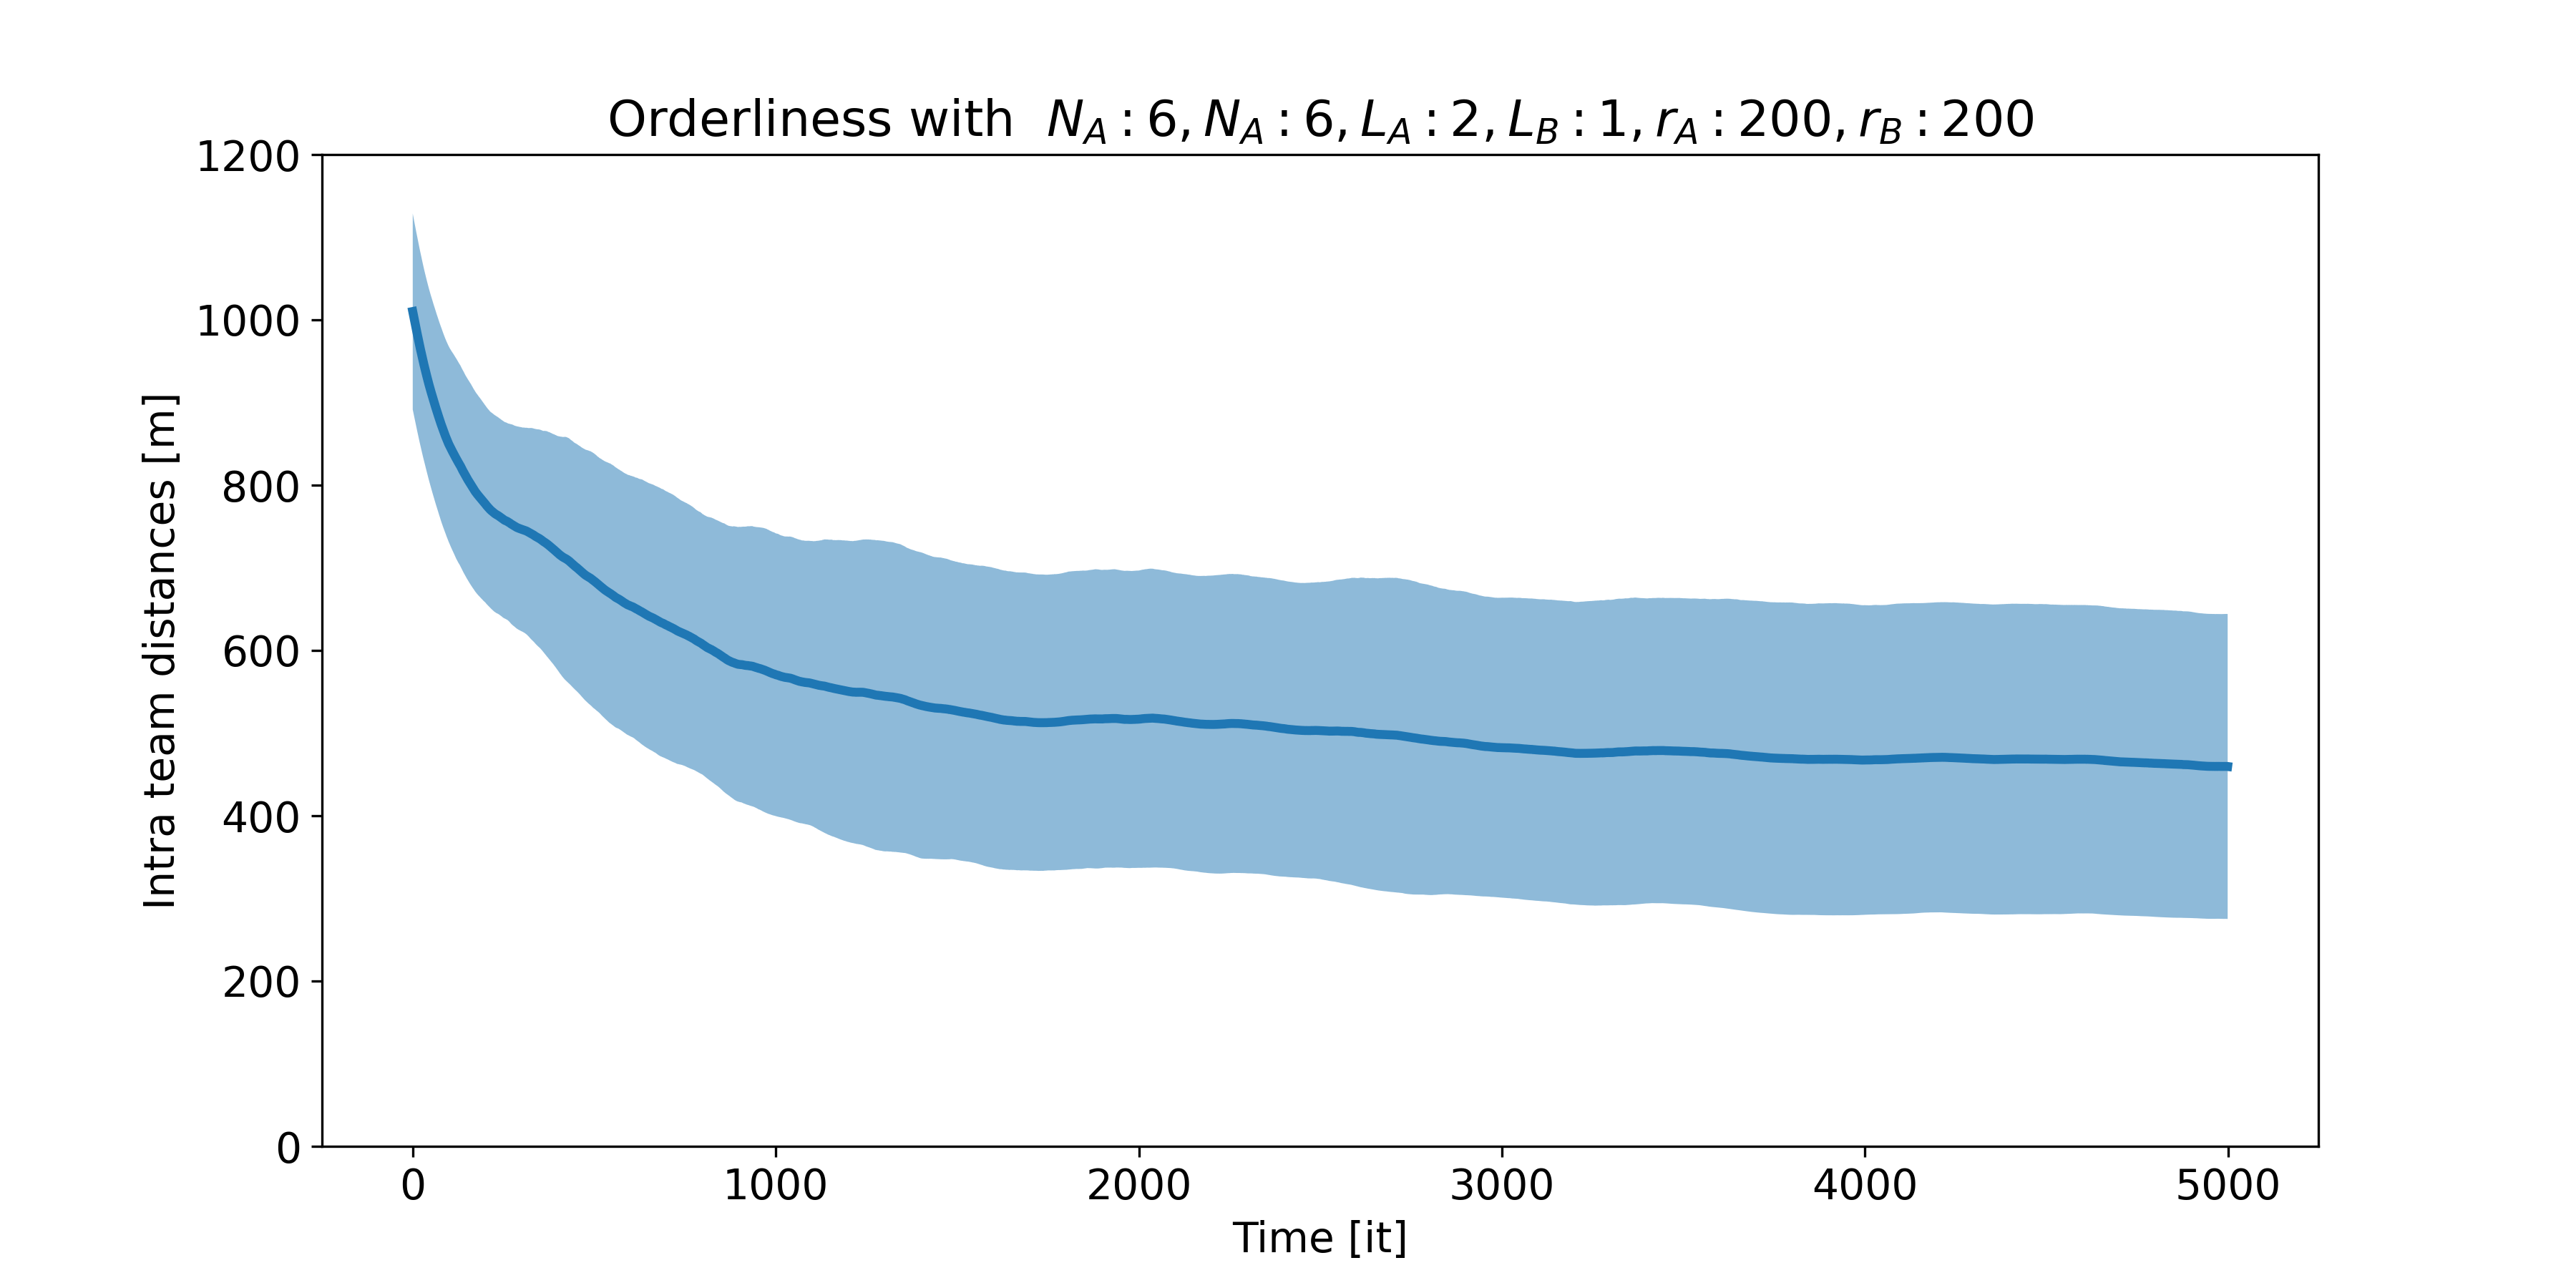 Orderliness with N_A : 6, N_A : 6, L_A : 2, L_B : 1, r_A : 200, r_B : 200
1200
1000
800
600
400
200
0
Intra team distances [m]
0 1000 2000 3000 4000 5000
Time [it]